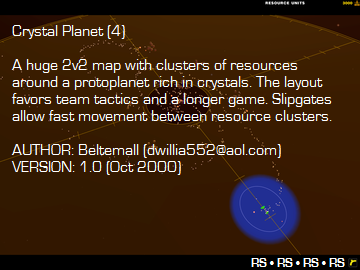 RESOURCE UNITS 3000
Crystal Planet (4)
A huge 2v2 map with clusters of resources
around a protoplanet rich in crystals. The layout
favors team tactics and a longer game. Slipgates
allow fast movement between resource clusters.
AUTHOR: Beltemall (dwillia552@aol.com)
VERSION: 1.0 (Oct 2000)
RS • RS • RS • RS r